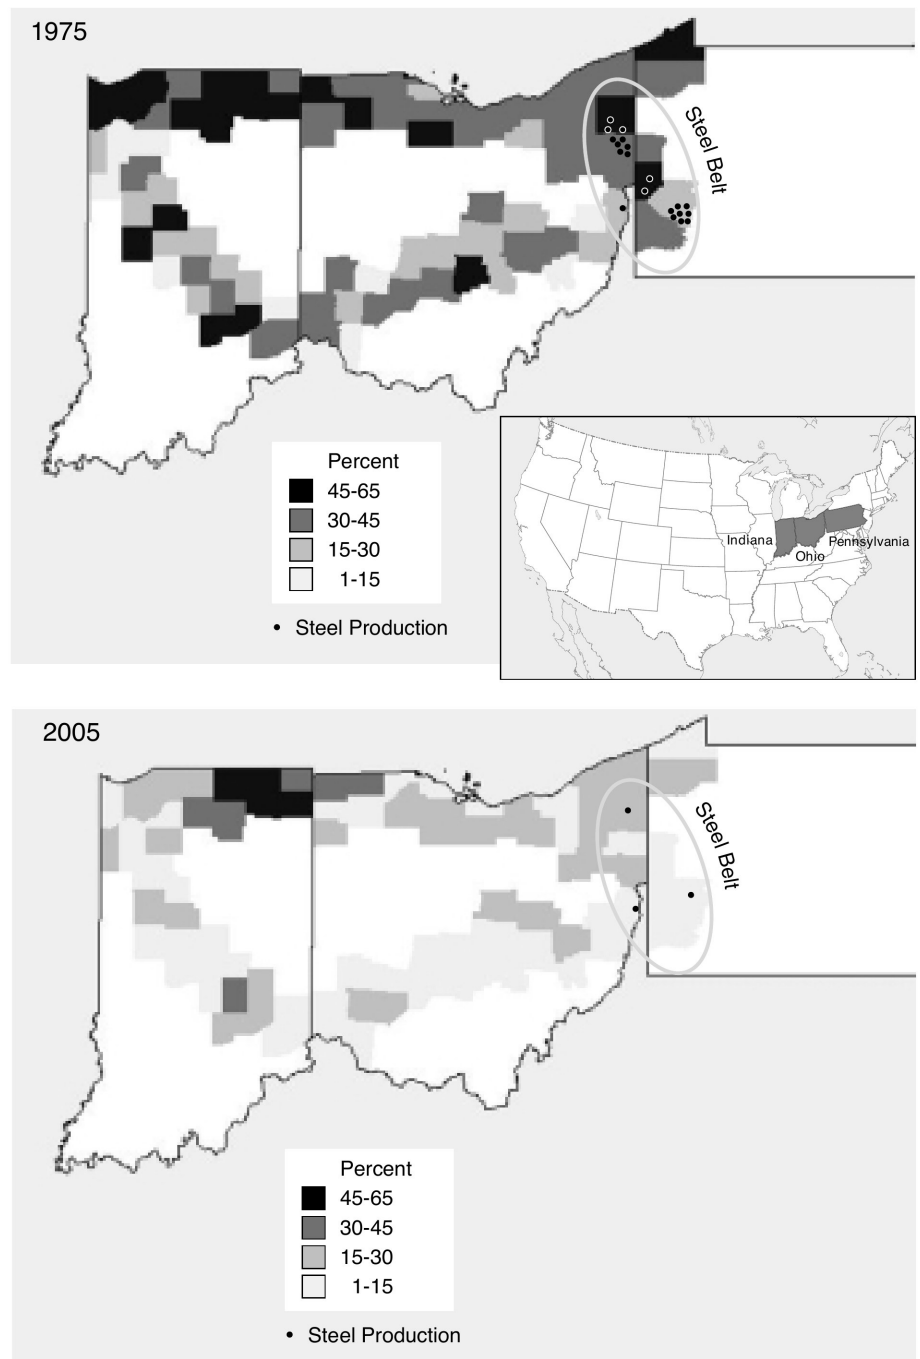 1975
Steel Belt
Percent
45-65
30-45
15-30
1-15
• Steel Production
Indiana
Ohio
Pennsylvania
2005
Steel Belt
Percent
45-65
30-45
15-30
1-15
• Steel Production